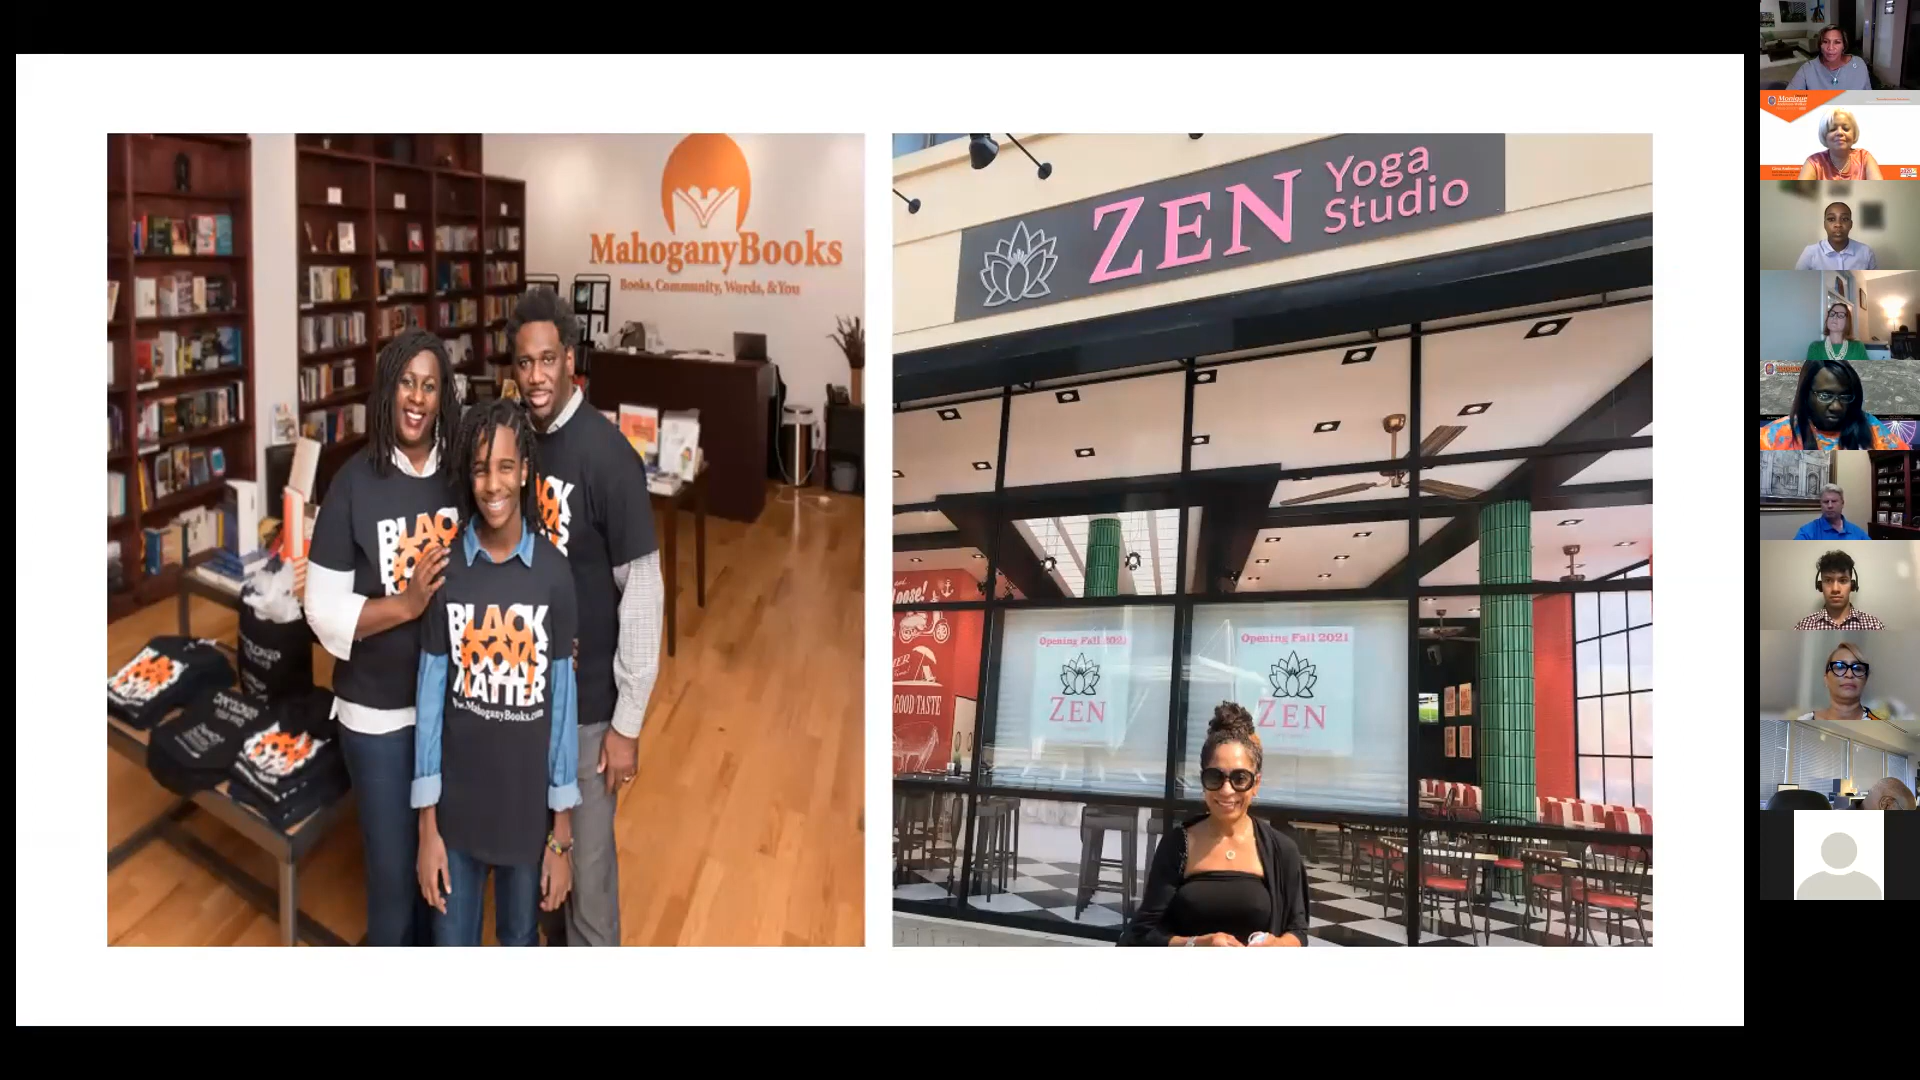 MahoganyBooks
Books, Community, Words, & You
BLACK
BOOKS
MATTER
www.MahoganyBooks.com
ZEN Yoga
Studio
Opening Fall 2021
ZEN
Opening Fall 2021
ZEN
GOOD TASTE
Monique